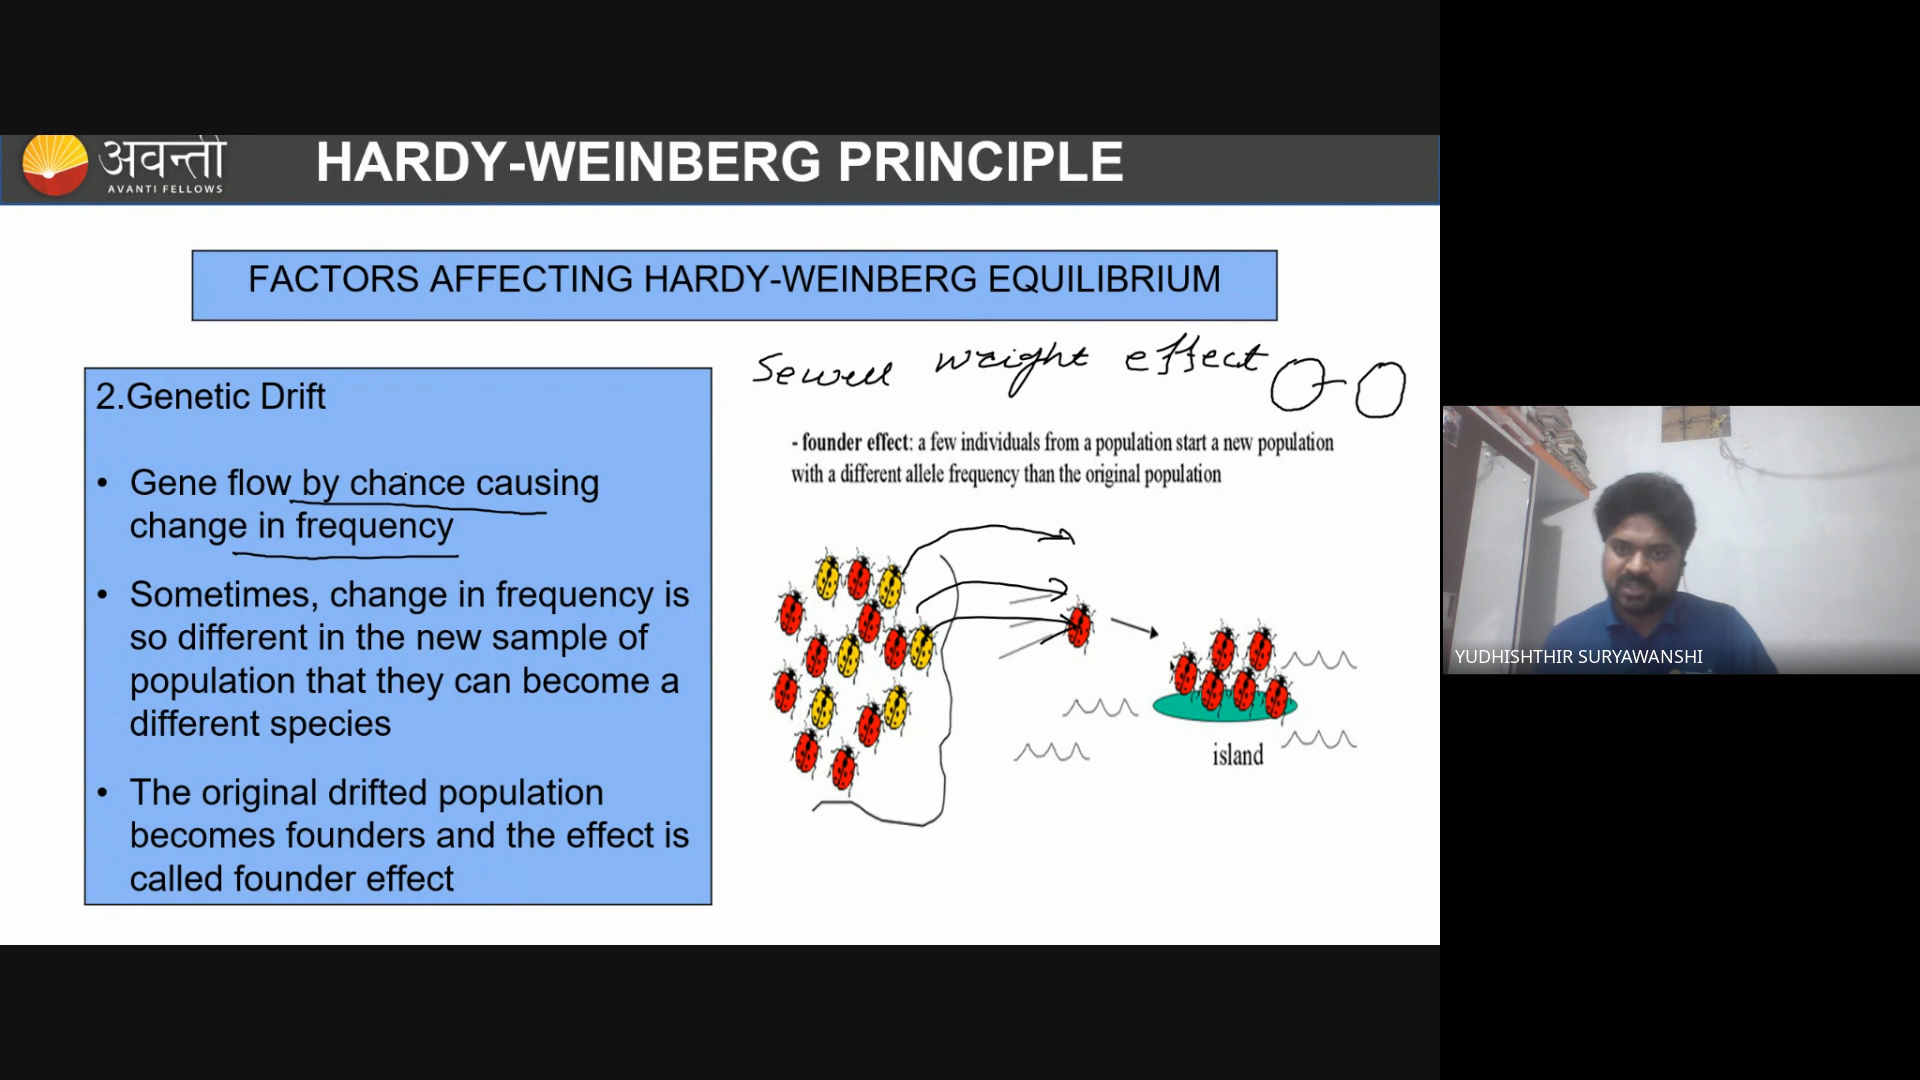 अवन्ती
AVANTI FELLOWS
HARDY-WEINBERG PRINCIPLE
FACTORS AFFECTING HARDY-WEINBERG EQUILIBRIUM
Sewell wright effect
2.Genetic Drift
• Gene flow by chance causing
change in frequency
• Sometimes, change in frequency is
so different in the new sample of
population that they can become a
different species
• The original drifted population
becomes founders and the effect is
called founder effect
- founder effect: a few individuals from a population start a new population
with a different allele frequency than the original population
island
YUDHISHTHIR SURYAWANSHI